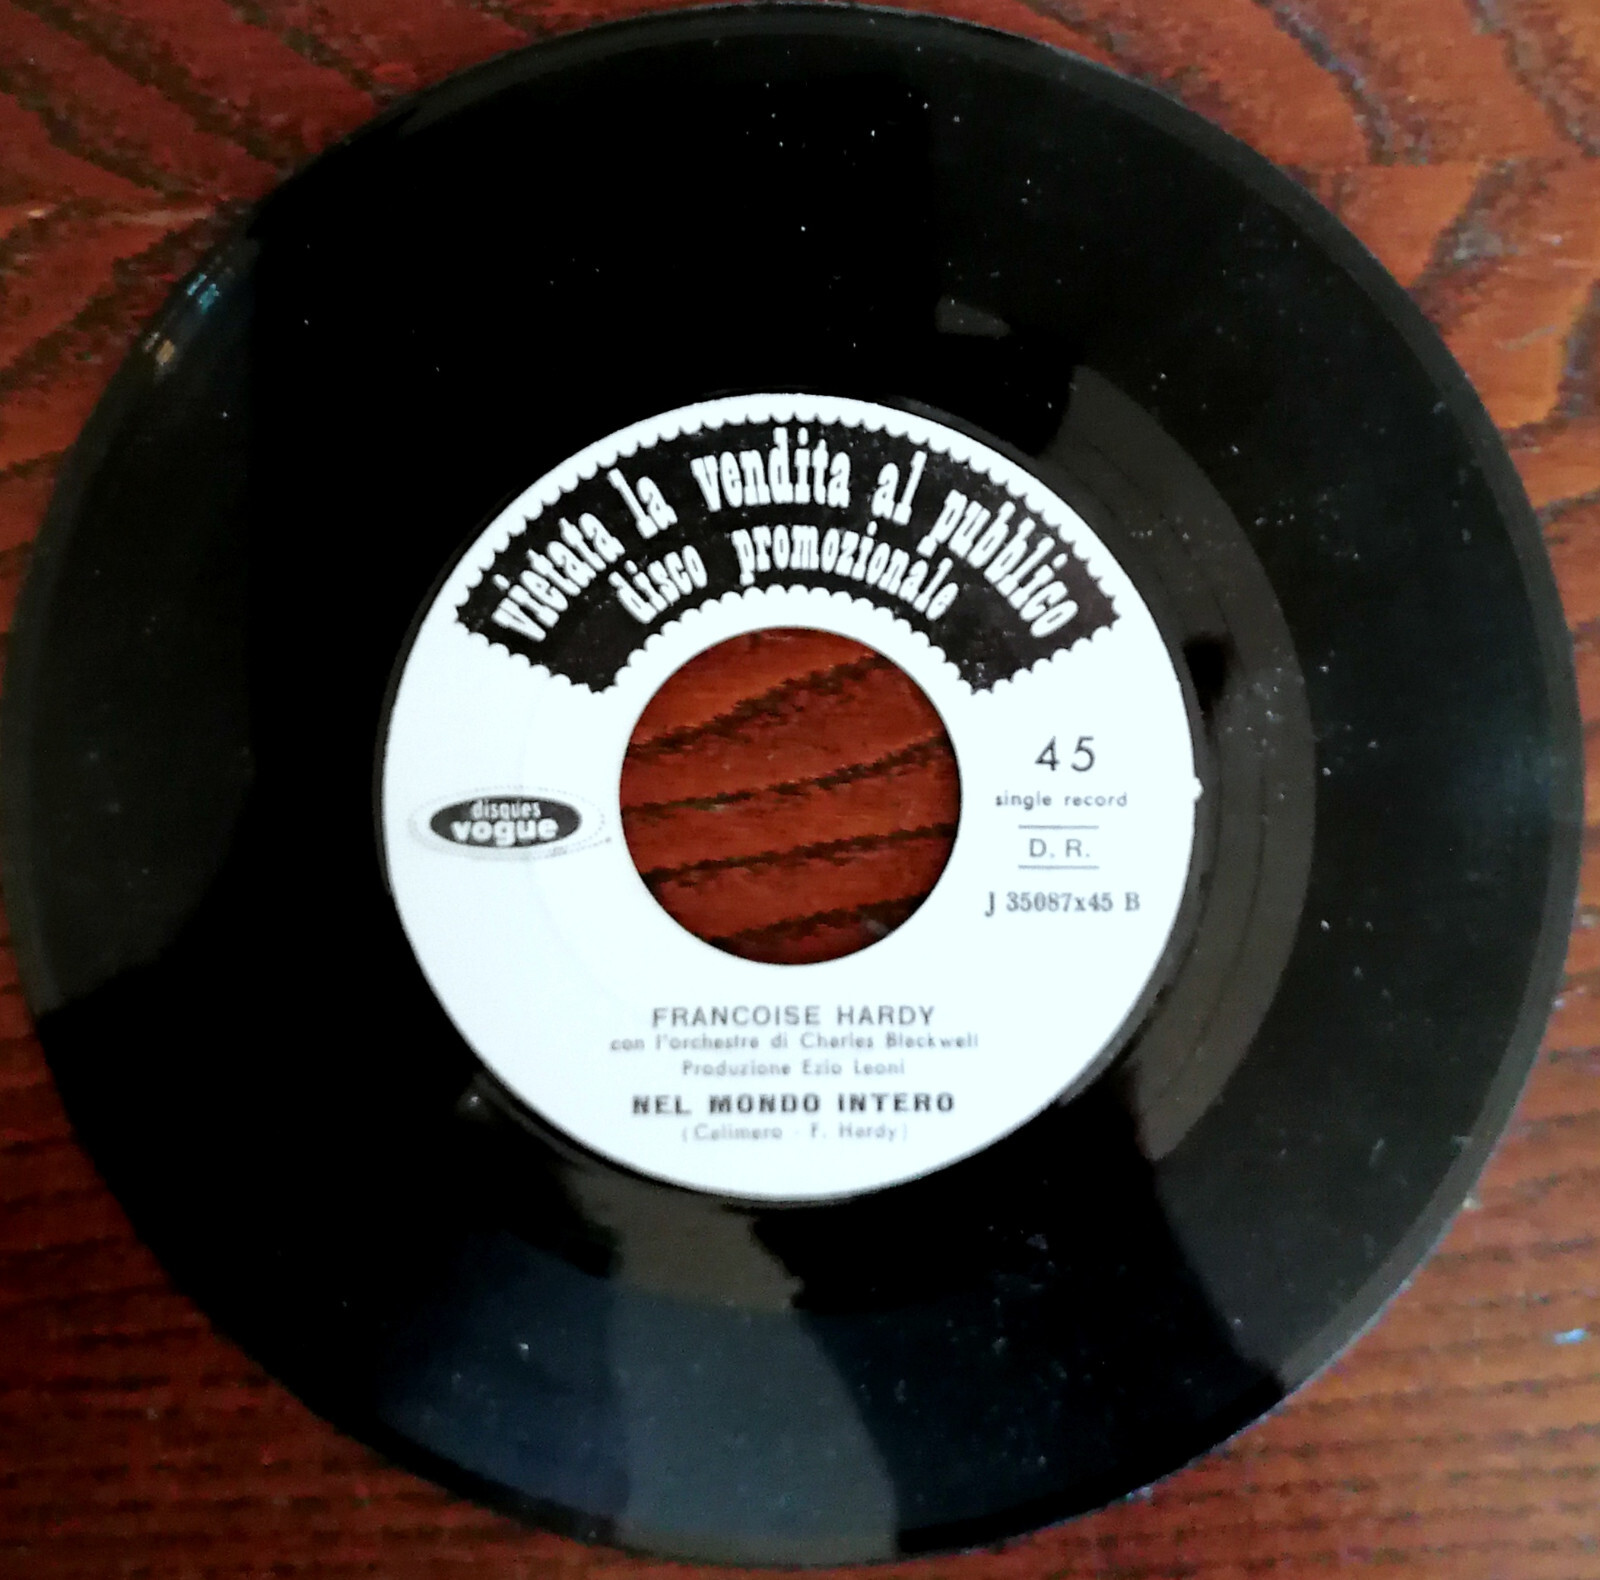 vietata la vendita al pubblico
disco promozionale
disques
vogue
45
single record
D. R.
J 35087x45 B
FRANCOISE HARDY
con l'orchestra di Charles Blackwell
Produzione Ezio Leoni
NEL MONDO INTERO
(Calimero - F. Hardy)